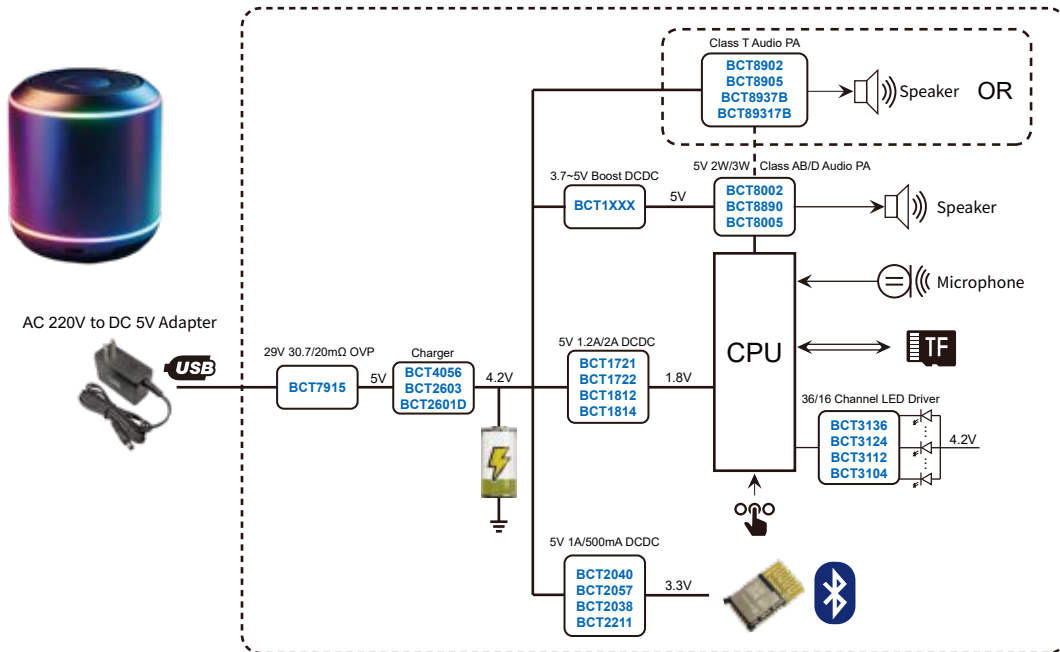 Class T Audio PA
BCT8902
BCT8905
BCT8937B
BCT89317B
Speaker
OR
3.7~5V Boost DCDC
BCT1XXX
5V
5V 2W/3W Class AB/D Audio PA
BCT8002
BCT8890
BCT8005
Speaker
CPU
Microphone
TF
AC 220V to DC 5V Adapter
USB
29V 30.7/20mΩ OVP
BCT7915
5V
Charger
BCT4056
BCT2603
BCT2601D
4.2V
5V 1.2A/2A DCDC
BCT1721
BCT1722
BCT1812
BCT1814
1.8V
36/16 Channel LED Driver
BCT3136
BCT3124
BCT3112
BCT3104
4.2V
5V 1A/500mA DCDC
BCT2040
BCT2057
BCT2038
BCT2211
3.3V